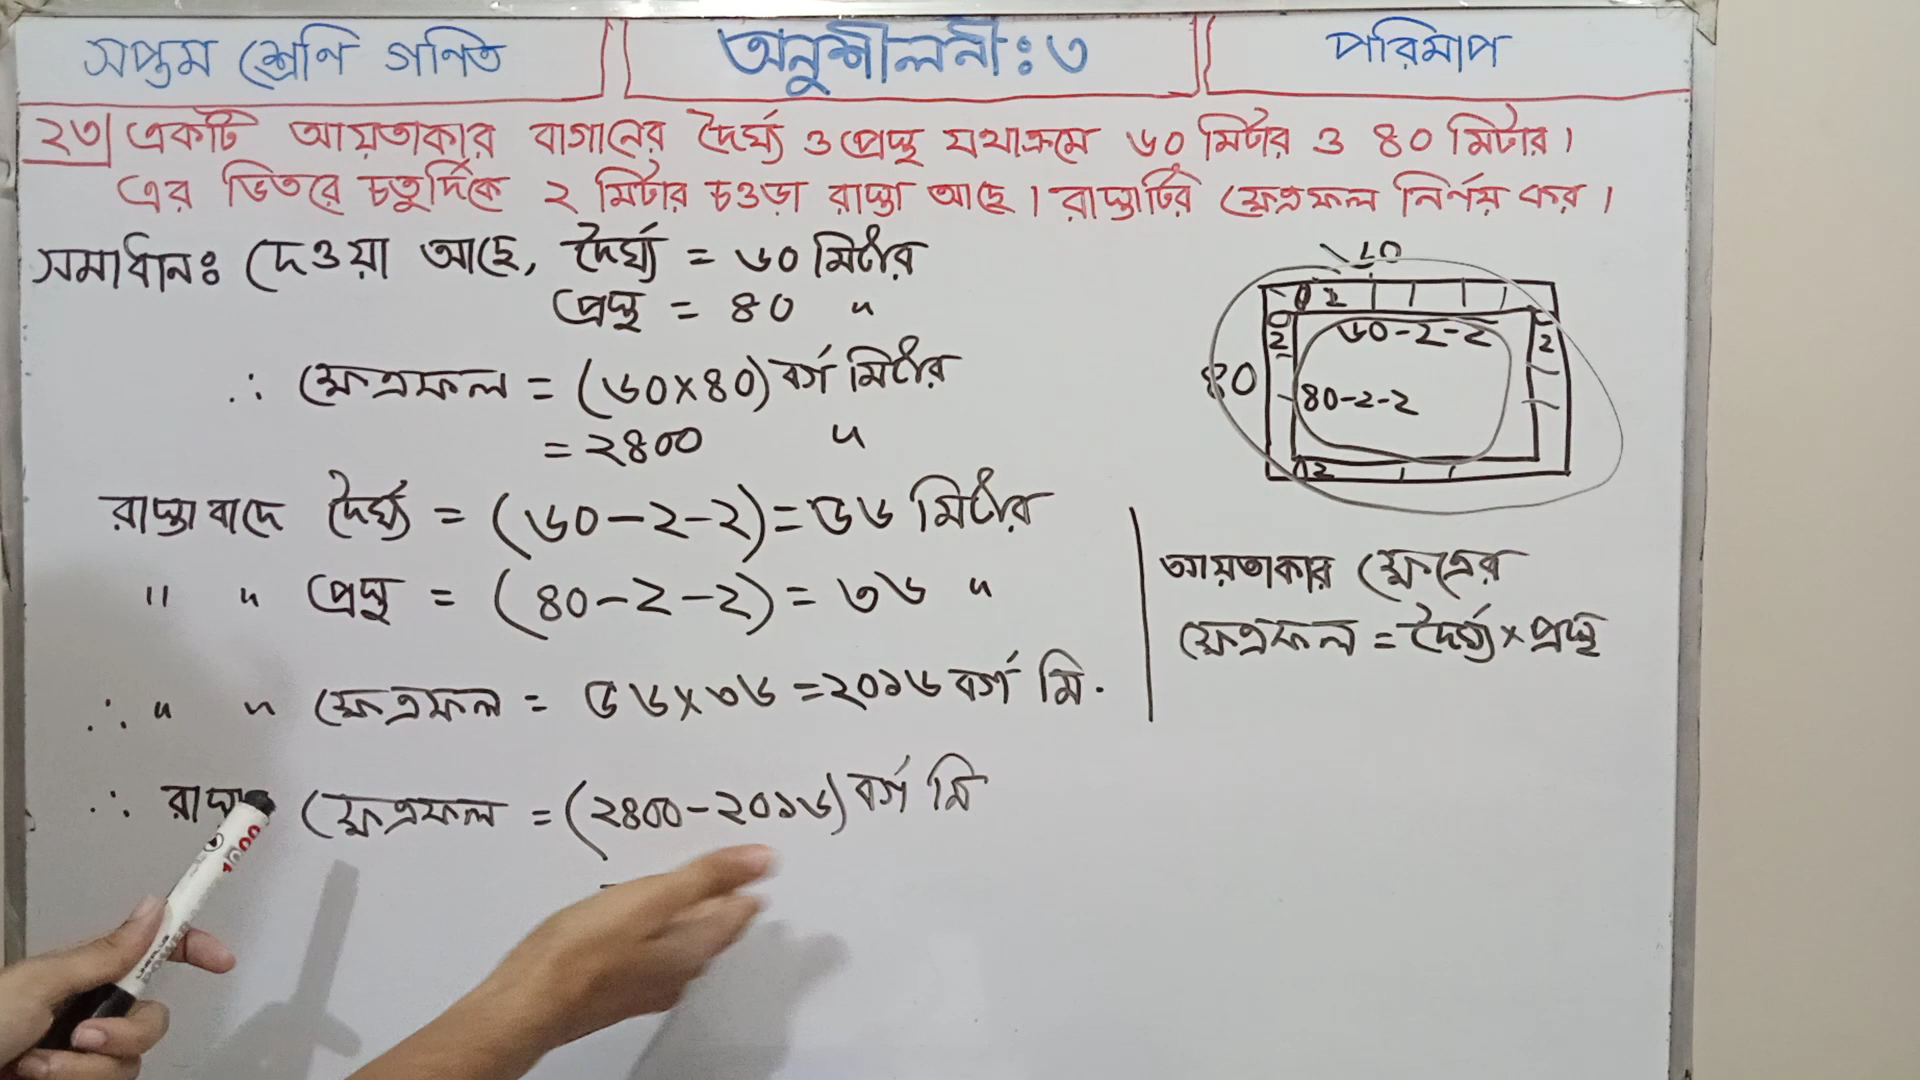 সপ্তম শ্রেণি গণিত
অনুশীলনী: ৩
পরিমাপ
২৩| একটি আয়তাকার বাগানের দৈর্ঘ্য ও প্রস্থ যথাক্রমে ৬০ মিটার ও ৪০ মিটার।
এর ভিতরে চতুর্দিকে ২ মিটার চওড়া রাস্তা আছে। রাস্তাটির ক্ষেত্রফল নির্ণয় কর।
সমাধান: দেওয়া আছে, দৈর্ঘ্য = ৬০ মিটার
প্রস্থ = ৪০ "
∴ ক্ষেত্রফল = (৬০×৪০) বর্গ মিটার
= ২৪০০ "
রাস্তা বাদে দৈর্ঘ্য = (৬০-২-২)=৫৬ মিটার
" " প্রস্থ = (৪০-২-২)= ৩৬ "
∴ " " ক্ষেত্রফল = ৫৬×৩৬ =২০১৬ বর্গ মি.
∴ ক্ষেত্রফল = (২৪০০-২০১৬) বর্গ মি
৬০
২
২ ৬০-২-২ ২
৪০ ৪০-২-২
২
আয়তাকার ক্ষেত্রের
ক্ষেত্রফল = দৈর্ঘ্য × প্রস্থ
1000